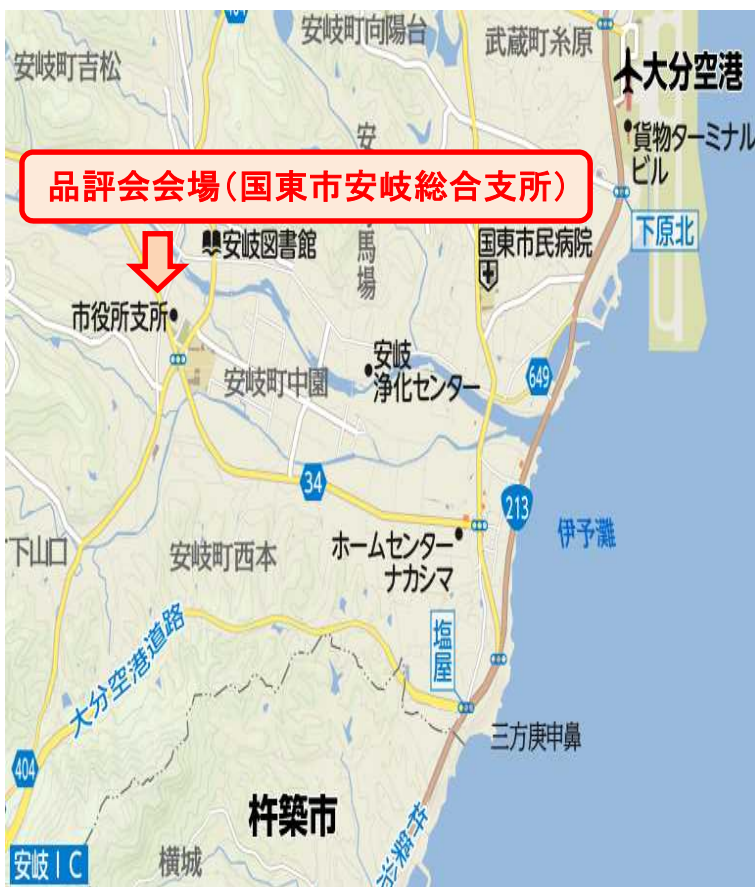 404
安岐町向陽台
武蔵町糸原
安岐町吉松
大分空港
貨物ターミナル
ビル
品評会会場(国東市安岐総合支所)
下原北
安
馬場
安岐図書館
国東市民病院
市役所支所
安岐
浄化センター
安岐町中園
649
34
213
伊予灘
ホームセンター
ナカシマ
下山口
安岐町西本
塩屋
大分空港道路
三方庚申鼻
404
杵築市
安岐IC
横城